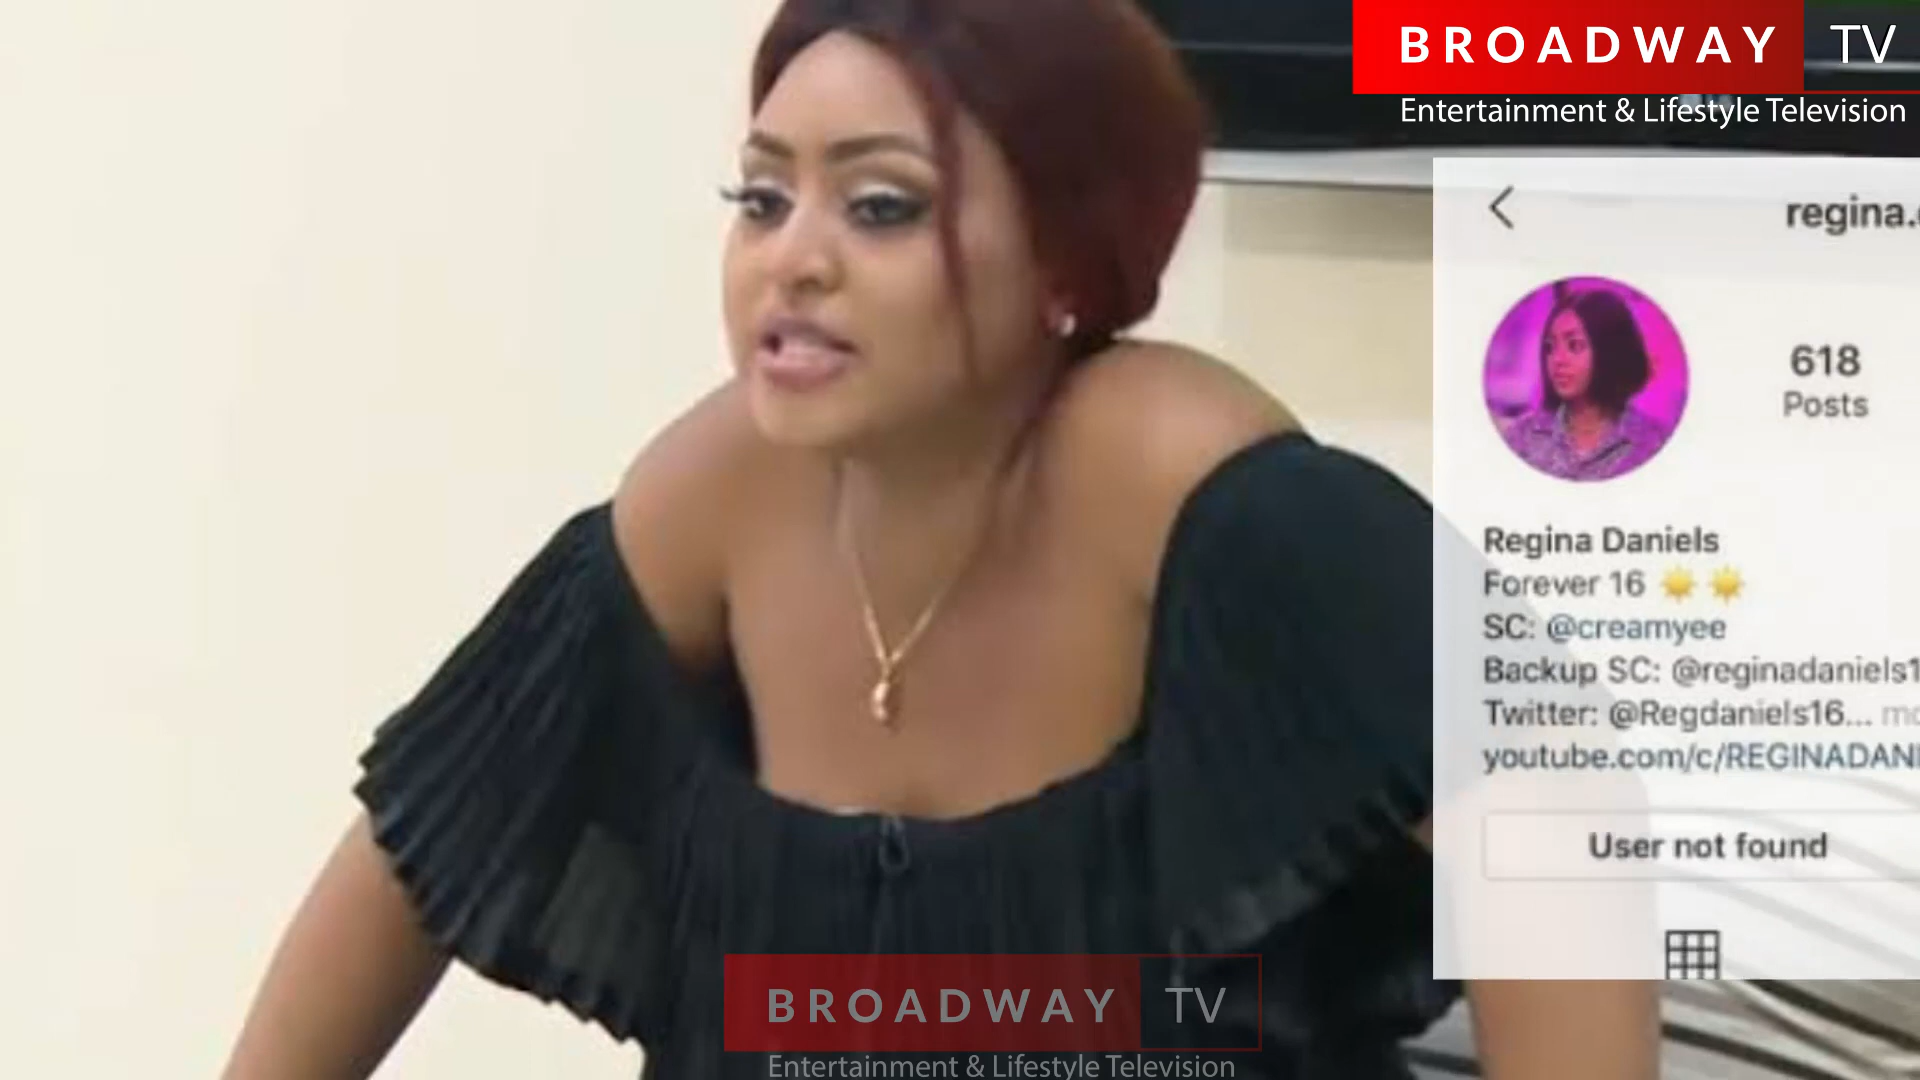 BROADWAY TV
Entertainment & Lifestyle Television
regina.
618
Posts
Regina Daniels
Forever 16
SC: @creamyee
Backup SC: @reginadaniels1
Twitter: @Regdaniels16...
youtube.com/c/REGINADANI
User not found
BROADWAY TV
Entertainment & Lifestyle Television